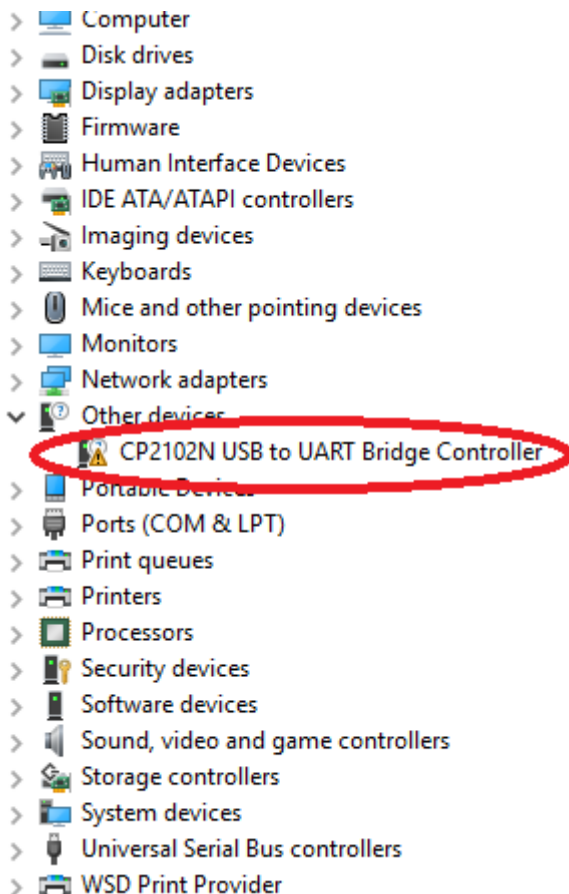 Computer
Disk drives
Display adapters
Firmware
Human Interface Devices
IDE ATA/ATAPI controllers
Imaging devices
Keyboards
Mice and other pointing devices
Monitors
Network adapters
Other devices
CP2102N USB to UART Bridge Controller
Portable Devices
Ports (COM & LPT)
Print queues
Printers
Processors
Security devices
Software devices
Sound, video and game controllers
Storage controllers
System devices
Universal Serial Bus controllers
WSD Print Provider